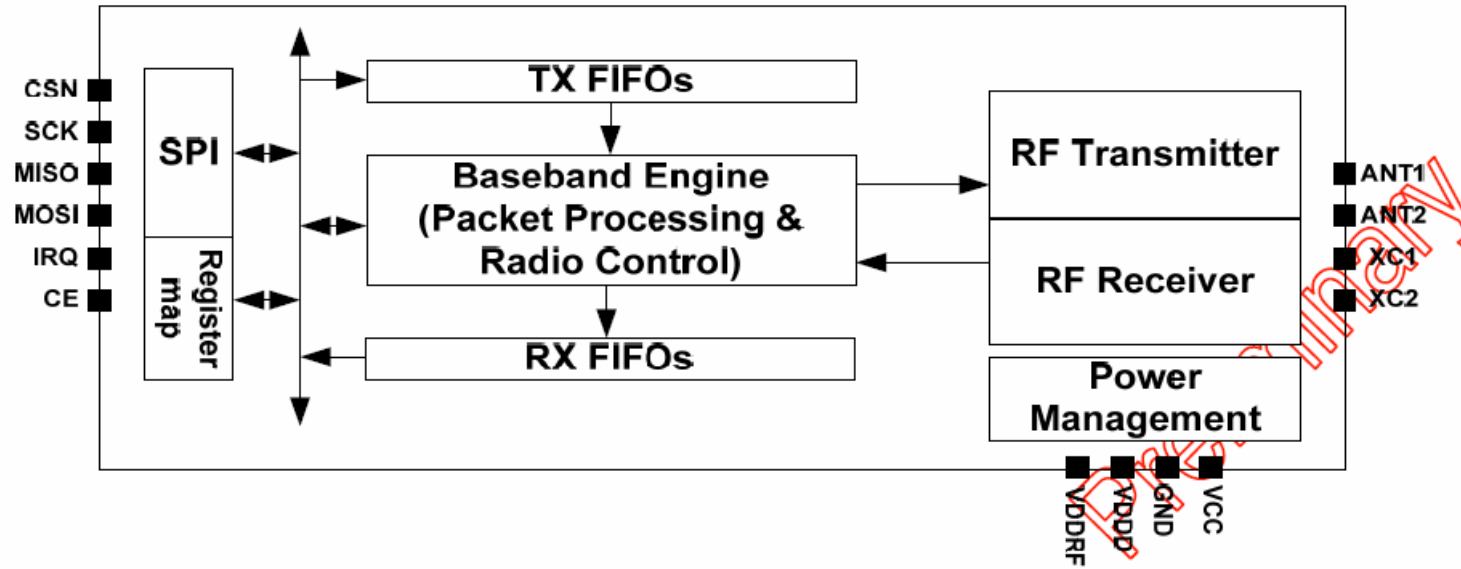 CSN
SCK
MISO
MOSI
IRQ
CE
SPI
Register
map
TX FIFOs
Baseband Engine
(Packet Processing &
Radio Control)
RX FIFOs
RF Transmitter
RF Receiver
Power
Management
ANT1
ANT2
XC1
XC2
VDDRF
VDDD
GND
VCC
Preliminary